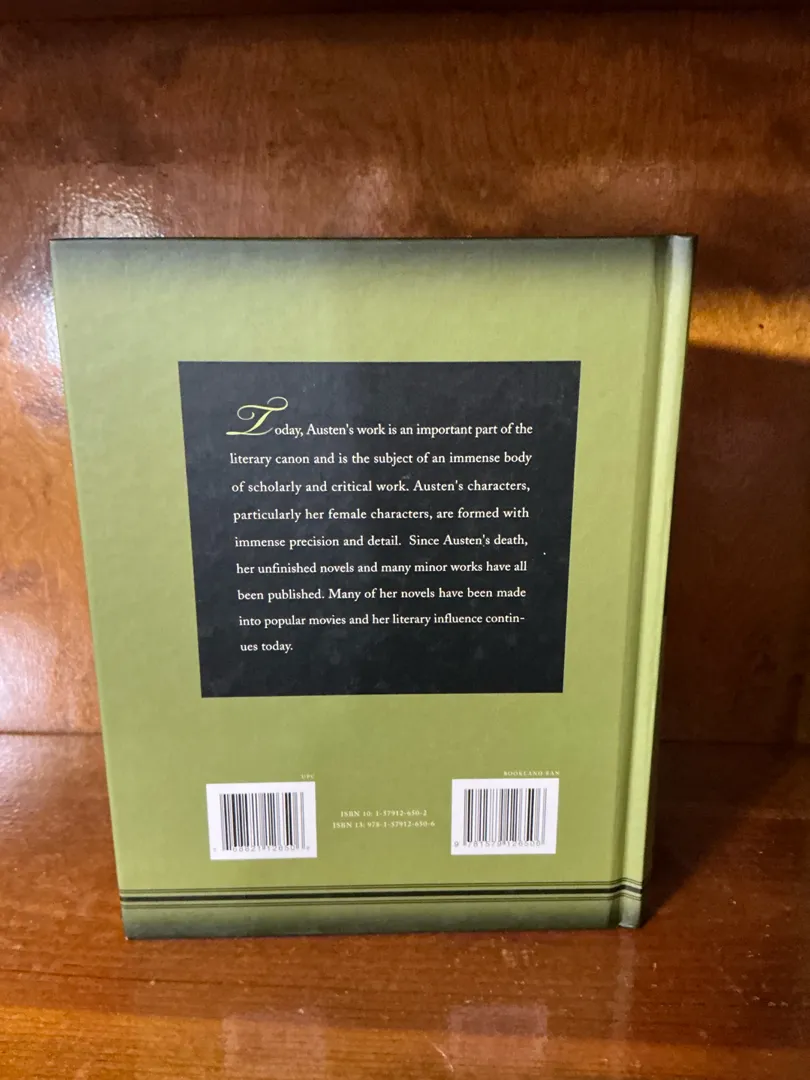 Today, Austen's work is an important part of the
literary canon and is the subject of an immense body
of scholarly and critical work. Austen's characters,
particularly her female characters, are formed with
immense precision and detail. Since Austen's death,
her unfinished novels and many minor works have all
been published. Many of her novels have been made
into popular movies and her literary influence contin-
ues today.
UPC
BOOKLAND EAN
ISBN 10: 1-57912-650-2
ISBN 13: 978-1-57912-650-6
9 781579 126506